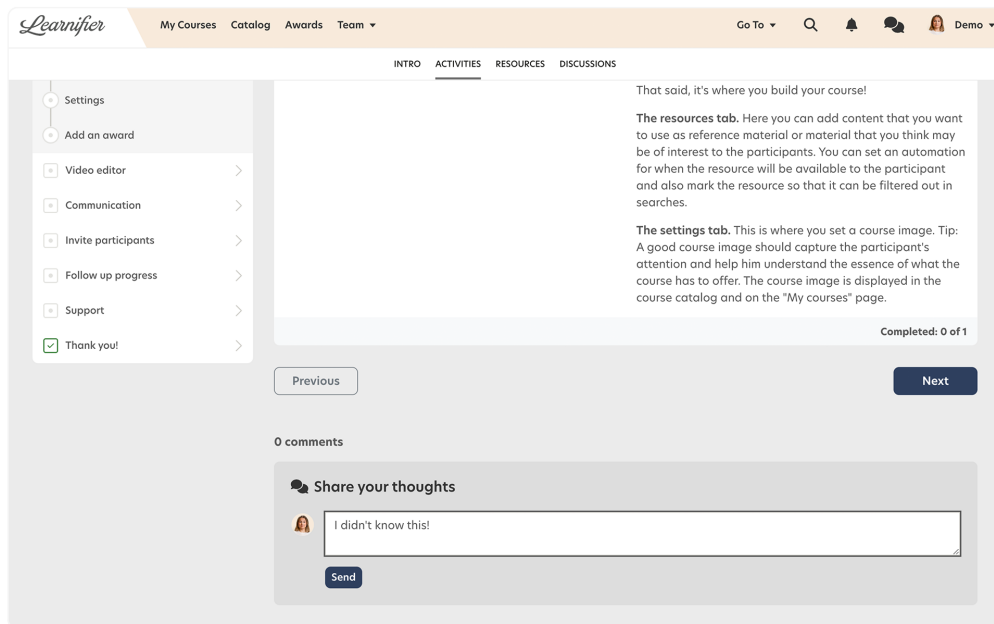 Learnifier
My Courses Catalog Awards Team
Go To
Demo
INTRO ACTIVITIES RESOURCES DISCUSSIONS
Settings
Add an award
Video editor
Communication
Invite participants
Follow up progress
Support
Thank you!
That said, it's where you build your course!
The resources tab. Here you can add content that you want
to use as reference material or material that you think may
be of interest to the participants. You can set an automation
for when the resource will be available to the participant
and also mark the resource so that it can be filtered out in
searches.
The settings tab. This is where you set a course image. Tip:
A good course image should capture the participant's
attention and help him understand the essence of what the
course has to offer. The course image is displayed in the
course catalog and on the "My courses" page.
Completed: 0 of 1
Previous
Next
0 comments
Share your thoughts
I didn't know this!
Send